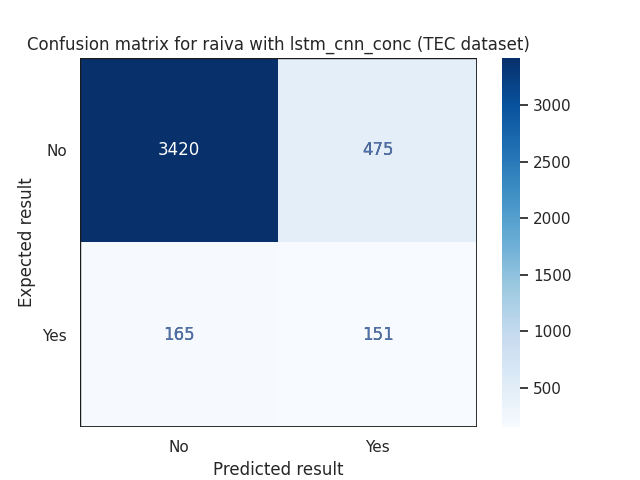 Confusion matrix for raiva with lstm_cnn_conc (TEC dataset)
No
3420
475
Yes
165
151
No
Yes
Predicted result
Expected result
3000
2500
2000
1500
1000
500